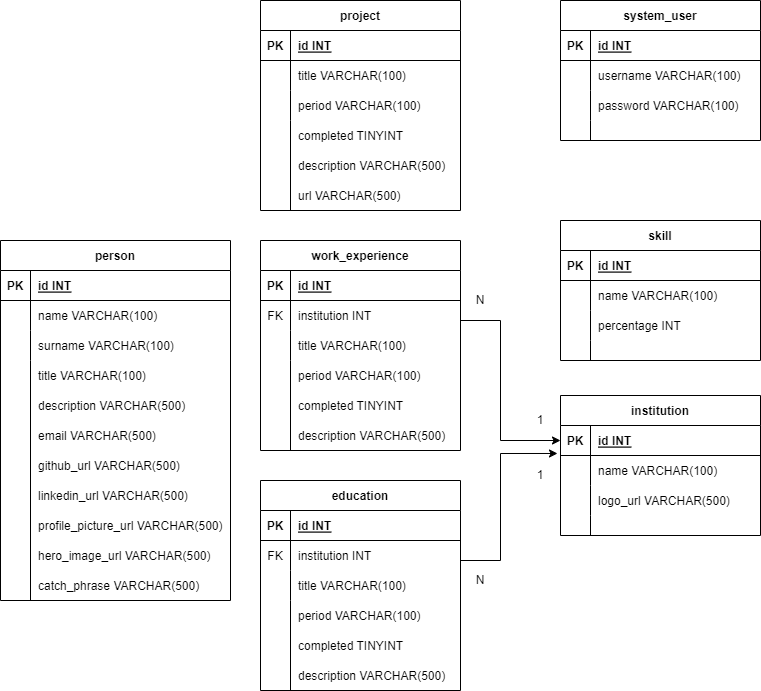 project
PK id INT
title VARCHAR(100)
period VARCHAR(100)
completed TINYINT
description VARCHAR(500)
url VARCHAR(500)
system_user
PK id INT
username VARCHAR(100)
password VARCHAR(100)
person
PK id INT
name VARCHAR(100)
surname VARCHAR(100)
title VARCHAR(100)
description VARCHAR(500)
email VARCHAR(500)
github_url VARCHAR(500)
linkedin_url VARCHAR(500)
profile_picture_url VARCHAR(500)
hero_image_url VARCHAR(500)
catch_phrase VARCHAR(500)
work_experience
PK id INT
FK institution INT
title VARCHAR(100)
period VARCHAR(100)
completed TINYINT
description VARCHAR(500)
N
1
skill
PK id INT
name VARCHAR(100)
percentage INT
education
PK id INT
FK institution INT
title VARCHAR(100)
period VARCHAR(100)
completed TINYINT
description VARCHAR(500)
N
1
institution
PK id INT
name VARCHAR(100)
logo_url VARCHAR(500)